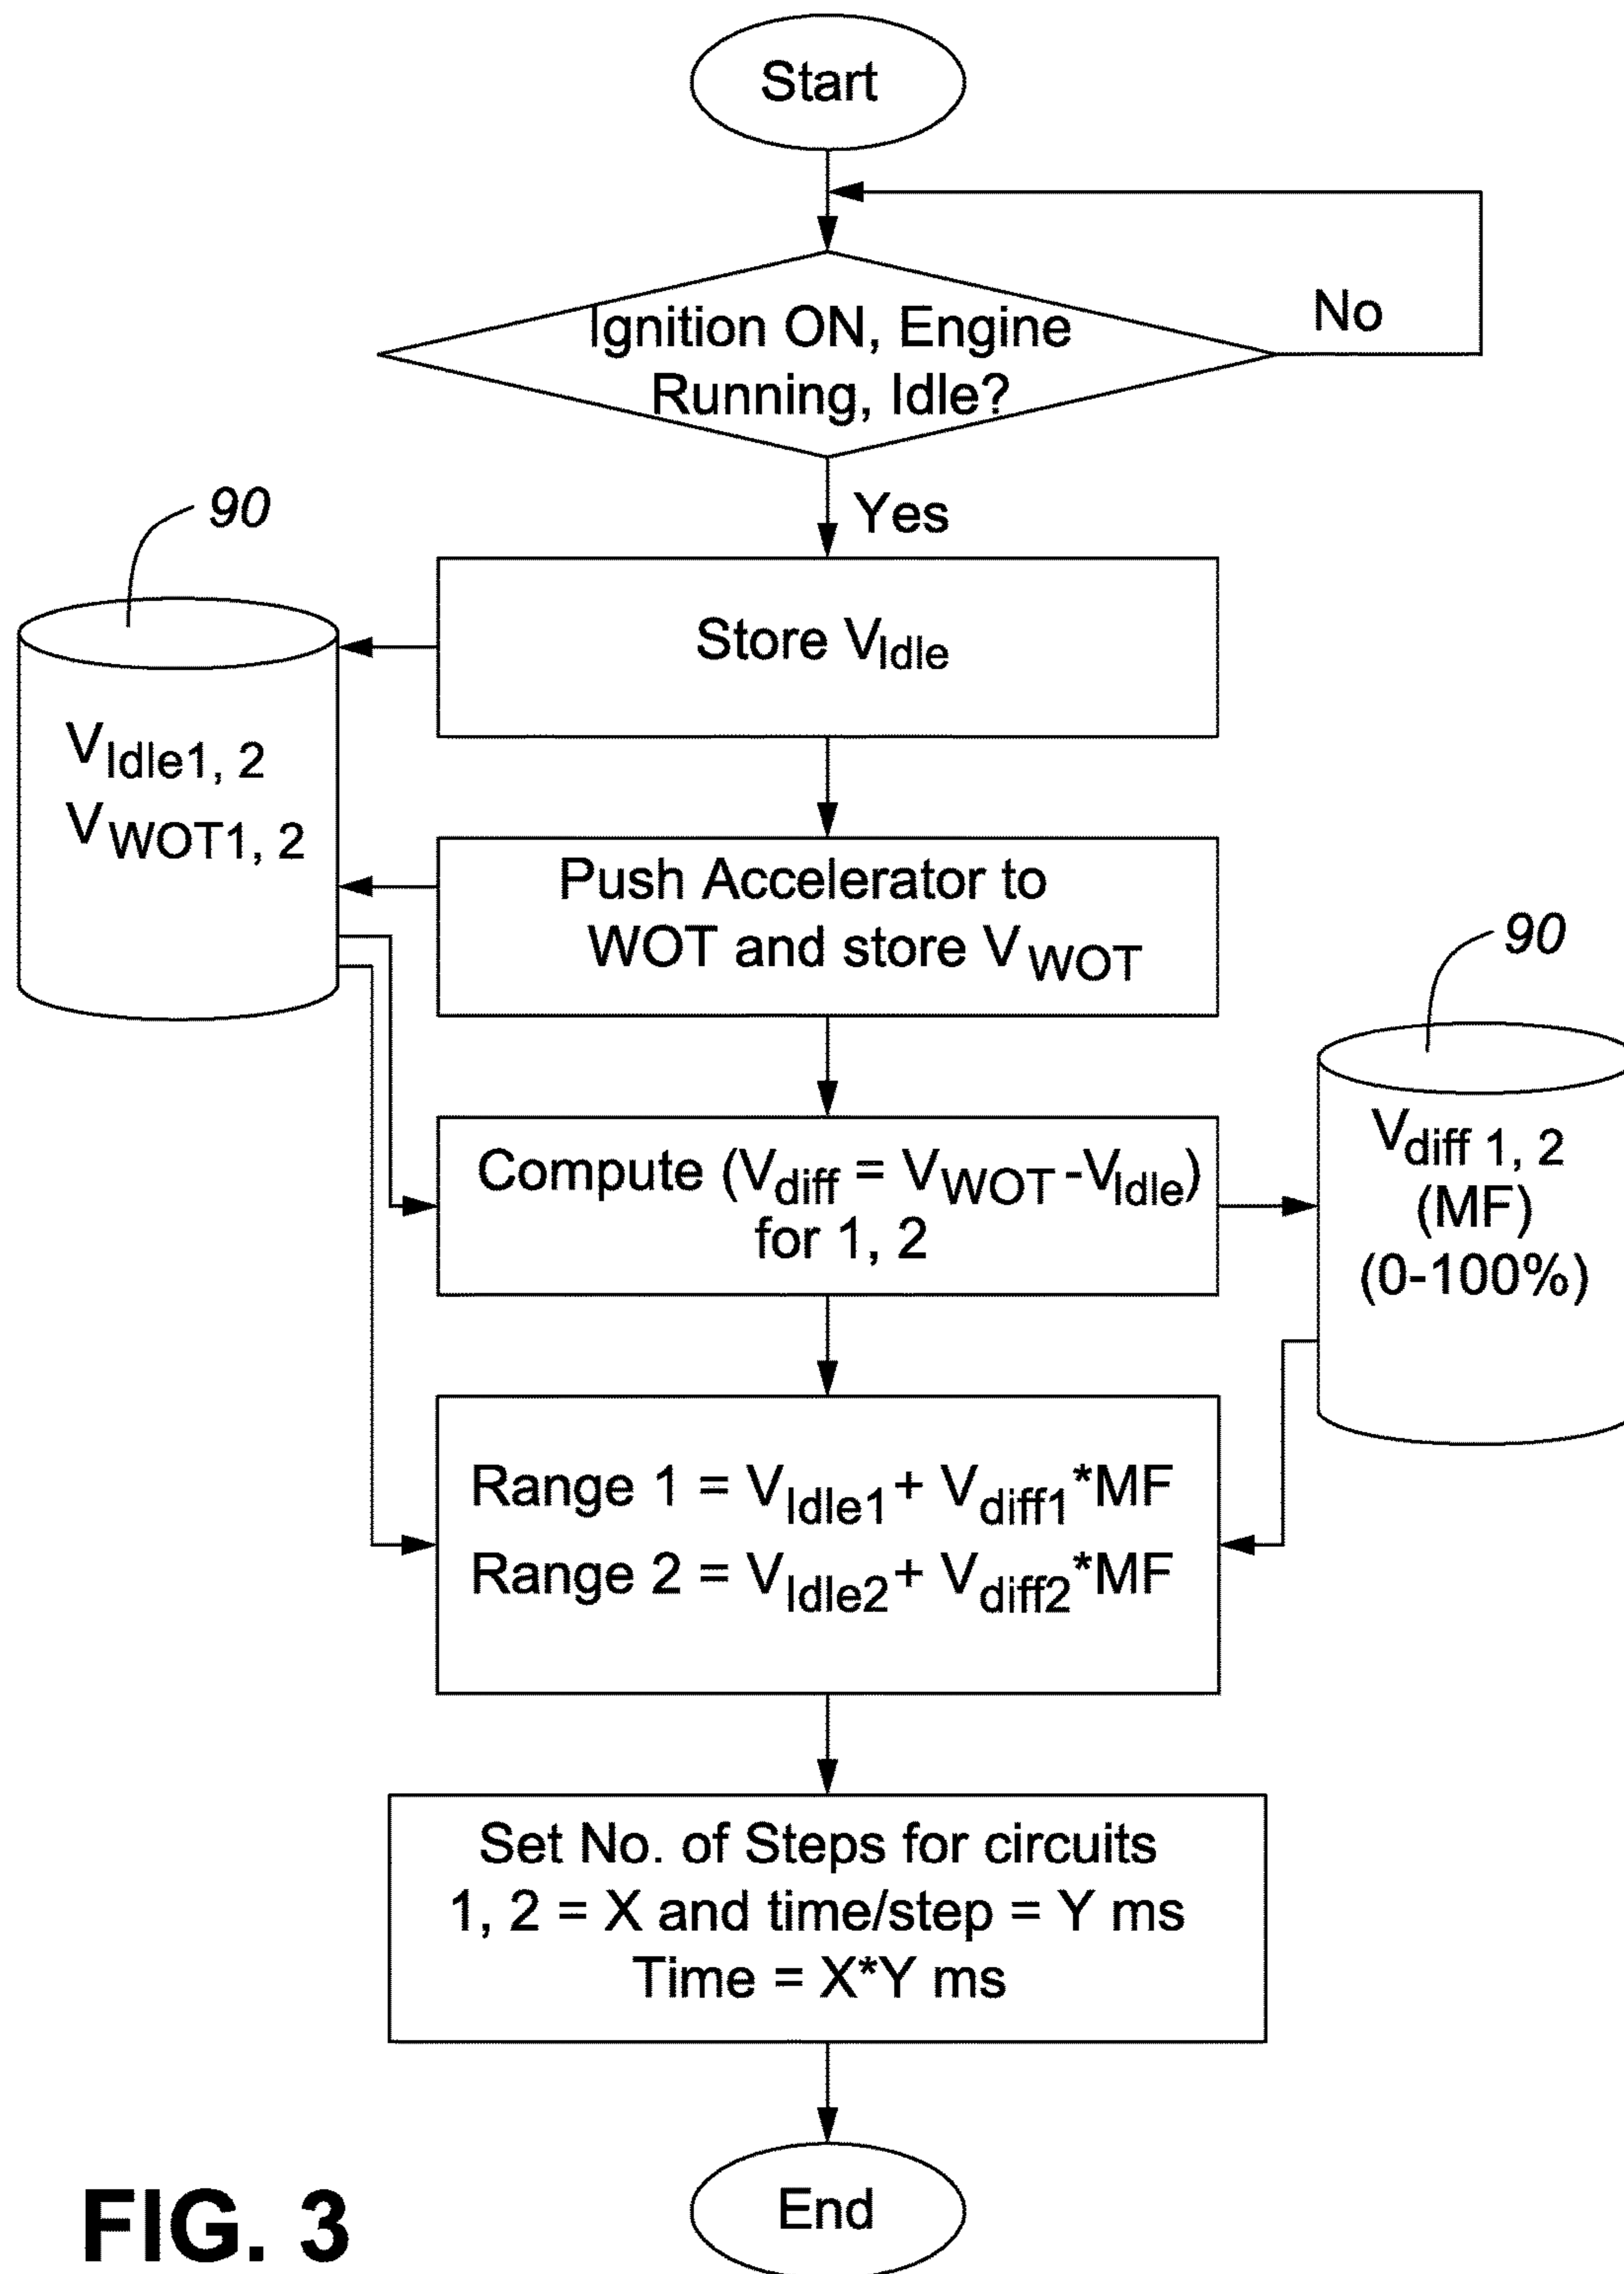 Start
Ignition ON, Engine
Running, Idle?
No
Yes
90
Store VIdle
VIdle1, 2
VWOT1, 2
Push Accelerator to
WOT and store VWOT
90
Compute (Vdiff = VWOT-VIdle)
for 1, 2
Vdiff 1, 2
(MF)
(0-100%)
Range 1 = VIdle1+ Vdiff1*MF
Range 2 = VIdle2+ Vdiff2*MF
Set No. of Steps for circuits
1, 2 = X and time/step = Y ms
Time = X*Y ms
End
FIG. 3